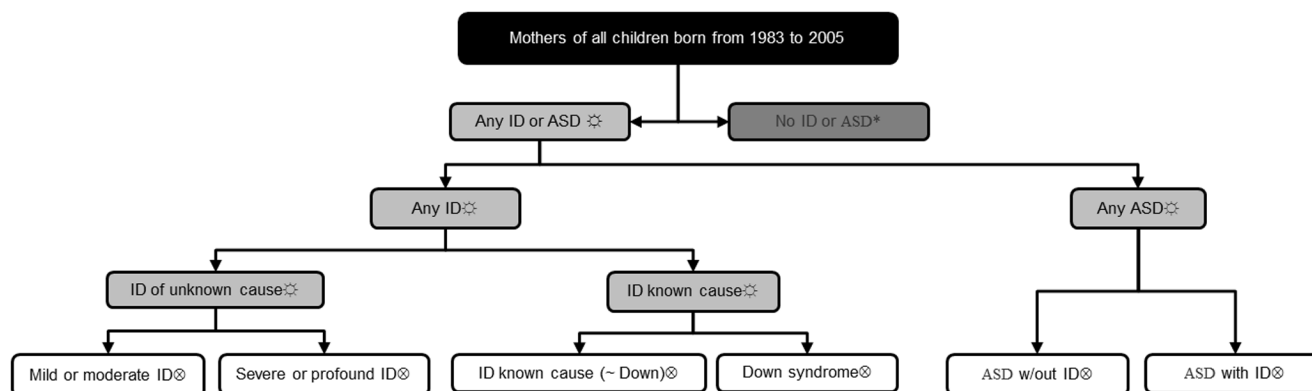 Mothers of all children born from 1983 to 2005
Any ID or ASD ☼
No ID or ASD*
Any ID☼
Any ASD☼
ID of unknown cause☼
ID known cause☼
Mild or moderate ID⊗
Severe or profound ID⊗
ID known cause (~ Down)⊗
Down syndrome⊗
ASD w/out ID⊗
ASD with ID⊗